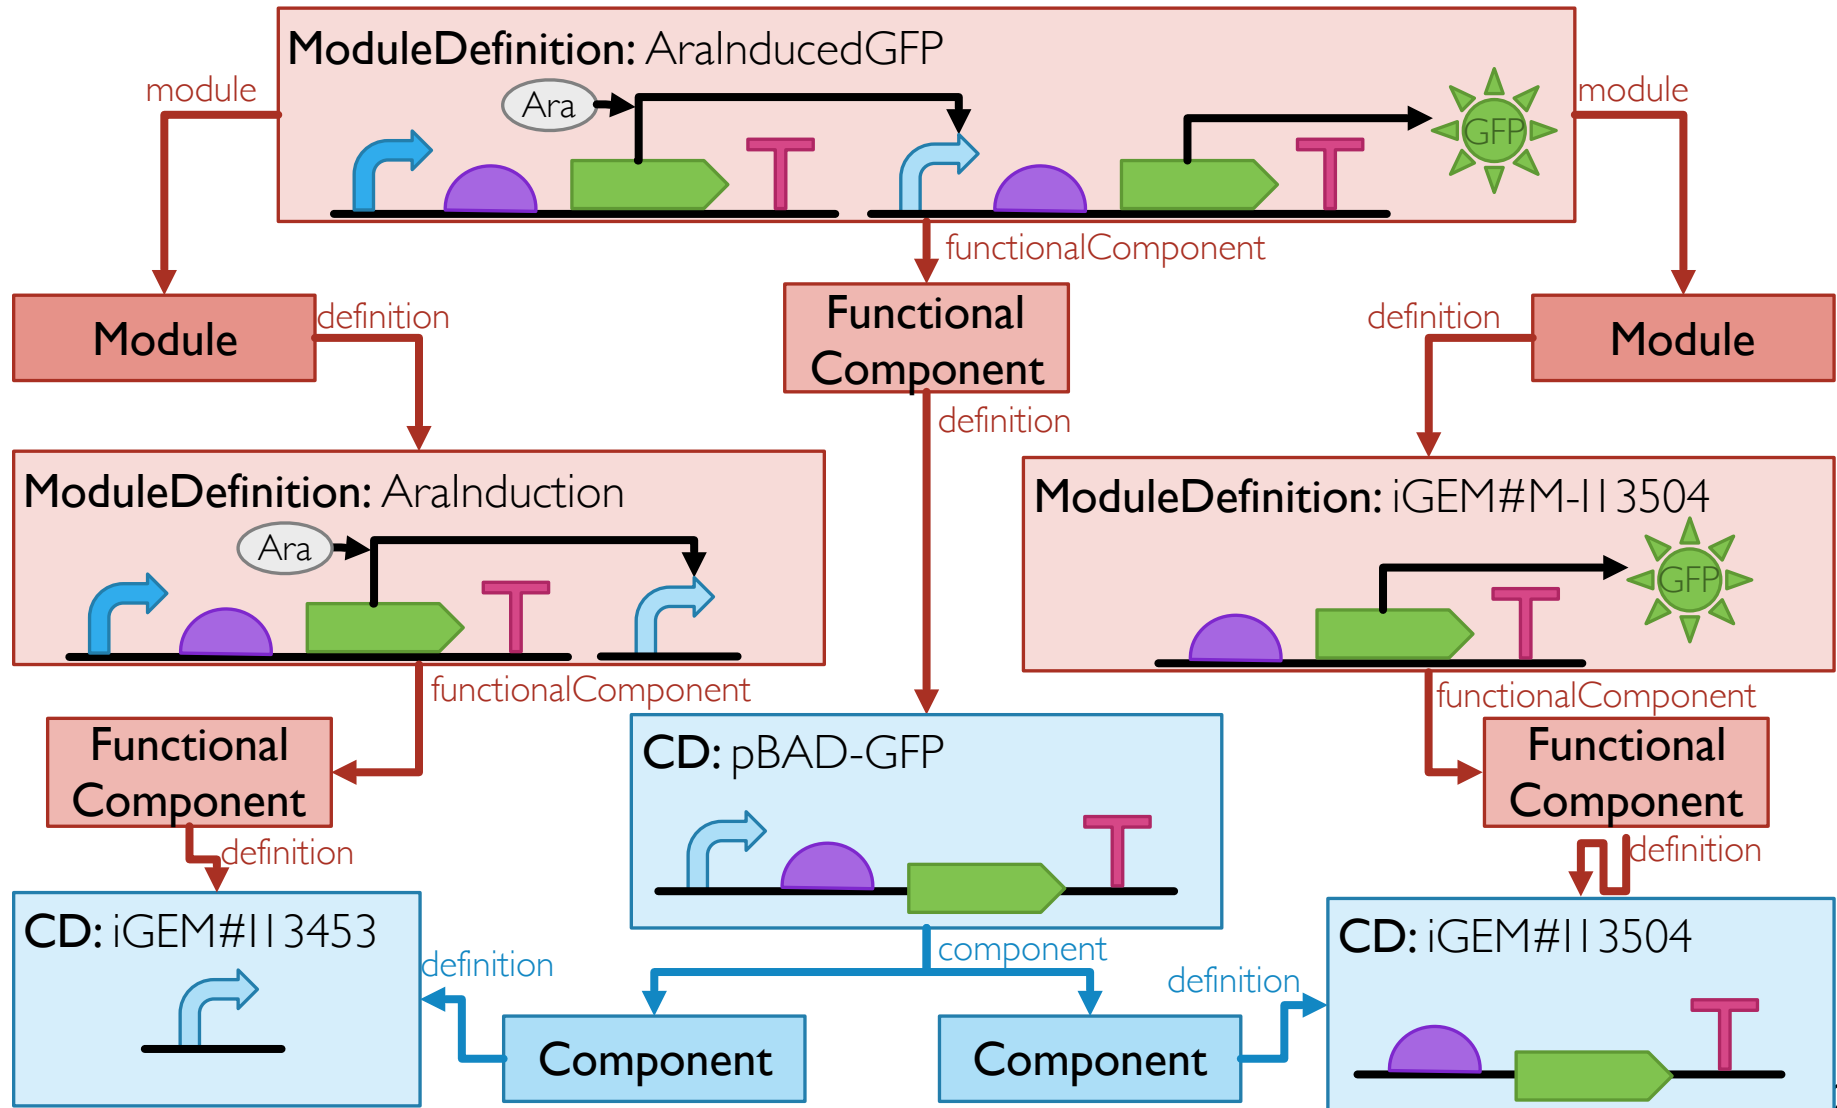 ModuleDefinition: AraInducedGFP
module
Ara
GFP
module
functionalComponent
Module
definition
Functional
Component
definition
Module
definition
ModuleDefinition: AraInduction
Ara
ModuleDefinition: iGEM#M-I13504
GFP
functionalComponent
functionalComponent
Functional
Component
CD: pBAD-GFP
Functional
Component
definition
definition
CD: iGEM#I13453
definition
component
definition
CD: iGEM#I13504
Component
Component